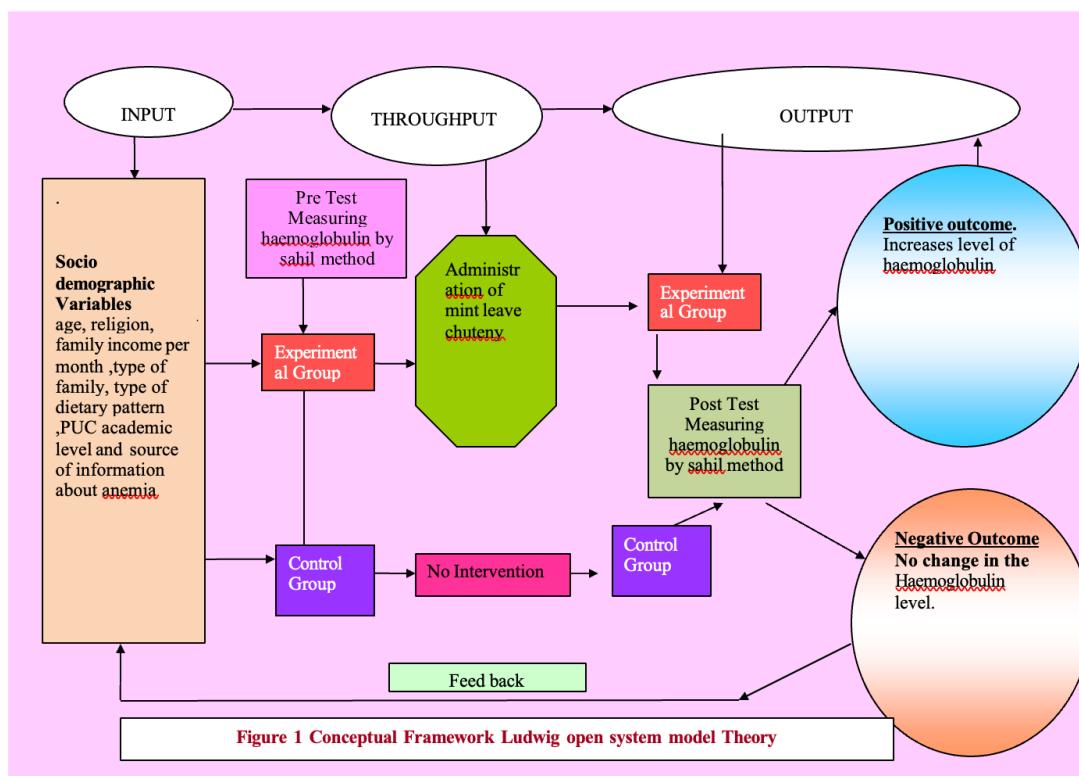 INPUT
THROUGHPUT
OUTPUT
.
Socio
demographic
Variables
age, religion,
family income per
month ,type of
family, type of
dietary pattern
,PUC academic
level and source
of information
about anemia
Pre Test
Measuring
haemoglobulin by
sahil method
Experiment
al Group
Control
Group
Administr
ation of
mint leave
chuteny
No Intervention
Experiment
al Group
Post Test
Measuring
haemoglobulin
by sahil method
Control
Group
Positive outcome.
Increases level of
haemoglobulin
Negative Outcome
No change in the
Haemoglobulin
level.
Feed back
Figure 1 Conceptual Framework Ludwig open system model Theory